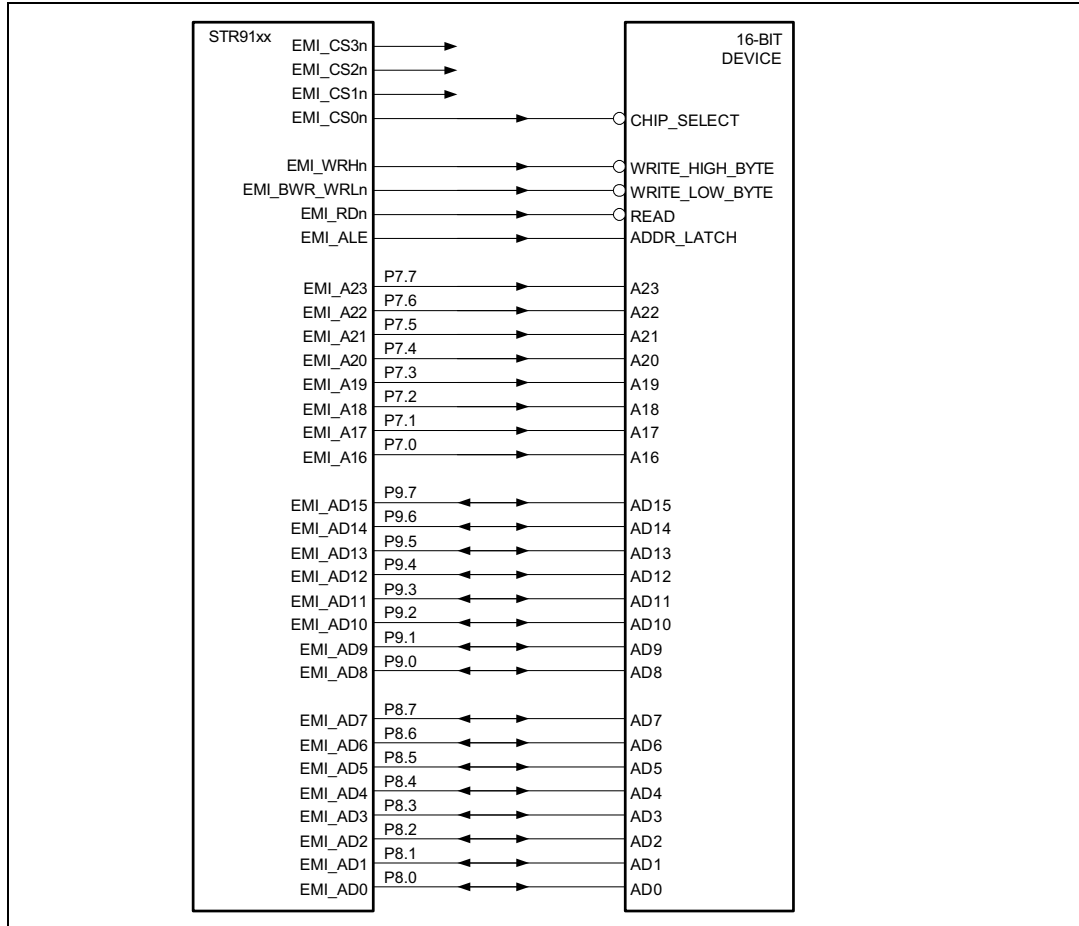 STR91xx
16-BIT
DEVICE
EMI_CS3n
EMI_CS2n
EMI_CS1n
EMI_CS0n CHIP_SELECT
EMI_WRHn WRITE_HIGH_BYTE
EMI_BWR_WRLn WRITE_LOW_BYTE
EMI_RDn READ
EMI_ALE ADDR_LATCH
EMI_A23 P7.7 A23
EMI_A22 P7.6 A22
EMI_A21 P7.5 A21
EMI_A20 P7.4 A20
EMI_A19 P7.3 A19
EMI_A18 P7.2 A18
EMI_A17 P7.1 A17
EMI_A16 P7.0 A16
EMI_AD15 P9.7 AD15
EMI_AD14 P9.6 AD14
EMI_AD13 P9.5 AD13
EMI_AD12 P9.4 AD12
EMI_AD11 P9.3 AD11
EMI_AD10 P9.2 AD10
EMI_AD9 P9.1 AD9
EMI_AD8 P9.0 AD8
EMI_AD7 P8.7 AD7
EMI_AD6 P8.6 AD6
EMI_AD5 P8.5 AD5
EMI_AD4 P8.4 AD4
EMI_AD3 P8.3 AD3
EMI_AD2 P8.2 AD2
EMI_AD1 P8.1 AD1
EMI_AD0 P8.0 AD0